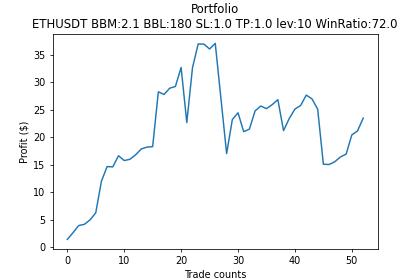 Portfolio
ETHUSDT BBM:2.1 BBL:180 SL:1.0 TP:1.0 lev:10 WinRatio:72.0
35
30
25
20
15
10
5
0
Profit ($)
0 10 20 30 40 50
Trade counts